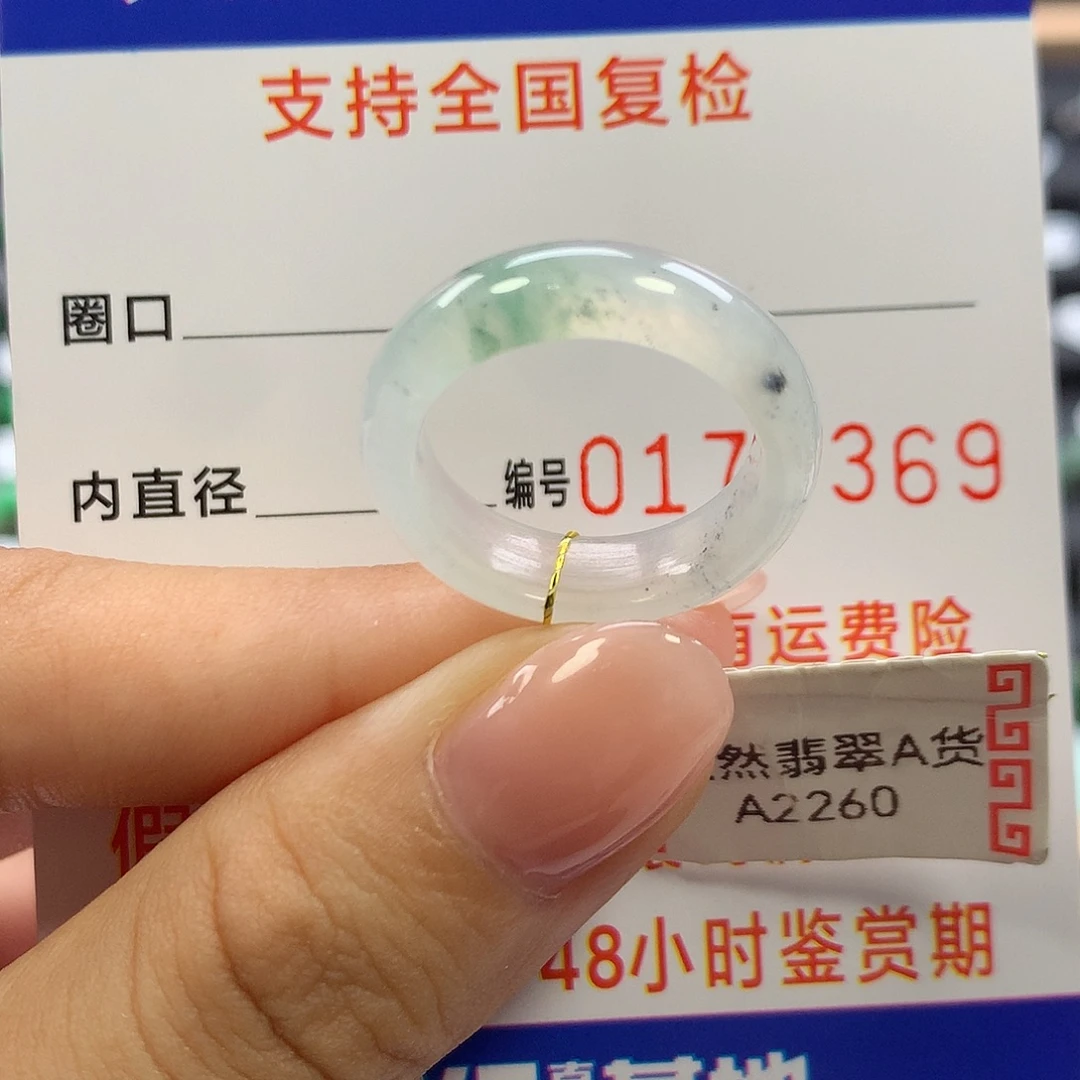 支持全国复检
圈口
内直径 编号017 369
运费险
然翡翠A货
A2260
48小时鉴赏期